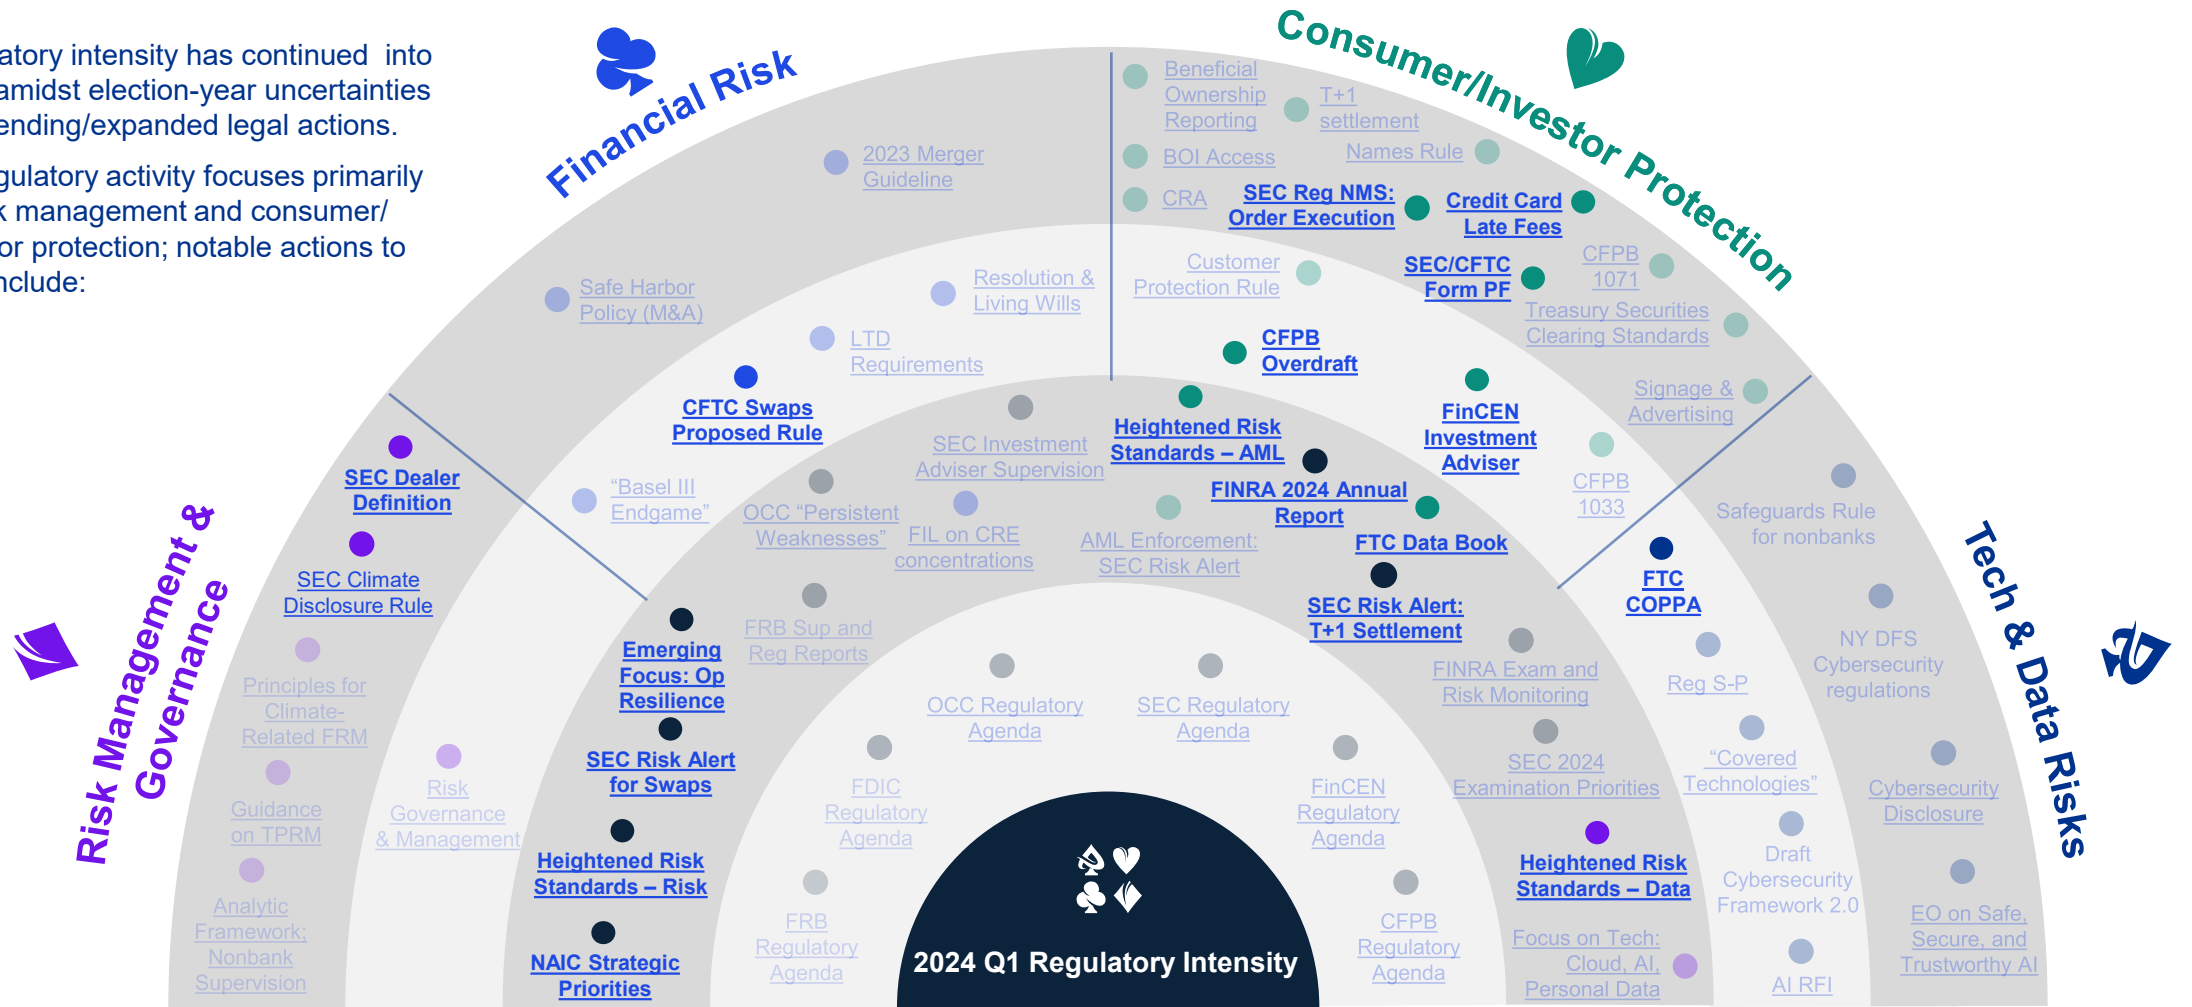 atory intensity has continued into
amidst election-year uncertainties
ending/expanded legal actions.
gulatory activity focuses primarily
k management and consumer/
or protection; notable actions to
nclude:
Financial Risk
Consumer/Investor Protection
Risk Management &
Governance
Tech & Data Risks
2023 Merger
Guideline
Safe Harbor
Policy (M&A)
Resolution &
Living Wills
LTD
Requirements
CFTC Swaps
Proposed Rule
"Basel III
Endgame"
Beneficial
Ownership
Reporting
T+1
settlement
BOI Access
Names Rule
CRA
SEC Reg NMS:
Order Execution
Credit Card
Late Fees
CFPB
1071
SEC/CFTC
Form PF
Treasury Securities
Clearing Standards
Signage &
Advertising
Customer
Protection Rule
CFPB
Overdraft
FinCEN
Investment
Adviser
CFPB
1033
SEC Dealer
Definition
SEC Climate
Disclosure Rule
Principles for
Climate-
Related FRM
Guidance
on TPRM
Analytic
Framework;
Nonbank
Supervision
Risk
Governance
& Management
SEC Investment
Adviser Supervision
OCC “Persistent
Weaknesses”
FIL on CRE
concentrations
FRB Sup and
Reg Reports
Emerging
Focus: Op
Resilience
SEC Risk Alert
for Swaps
Heightened Risk
Standards – Risk
NAIC Strategic
Priorities
Heightened Risk
Standards – AML
FINRA 2024 Annual
Report
AML Enforcement:
SEC Risk Alert
FTC Data Book
SEC Risk Alert:
T+1 Settlement
FINRA Exam and
Risk Monitoring
SEC 2024
Examination Priorities
Heightened Risk
Standards – Data
Focus on Tech:
Cloud, AI,
Personal Data
Safeguards Rule
for nonbanks
FTC
COPPA
NY DFS
Cybersecurity
regulations
Reg S-P
“Covered
Technologies”
Cybersecurity
Disclosure
Draft
Cybersecurity
Framework 2.0
EO on Safe,
Secure, and
Trustworthy AI
AI RFI
OCC Regulatory
Agenda
SEC Regulatory
Agenda
FDIC
Regulatory
Agenda
FinCEN
Regulatory
Agenda
FRB
Regulatory
Agenda
CFPB
Regulatory
Agenda
2024 Q1 Regulatory Intensity